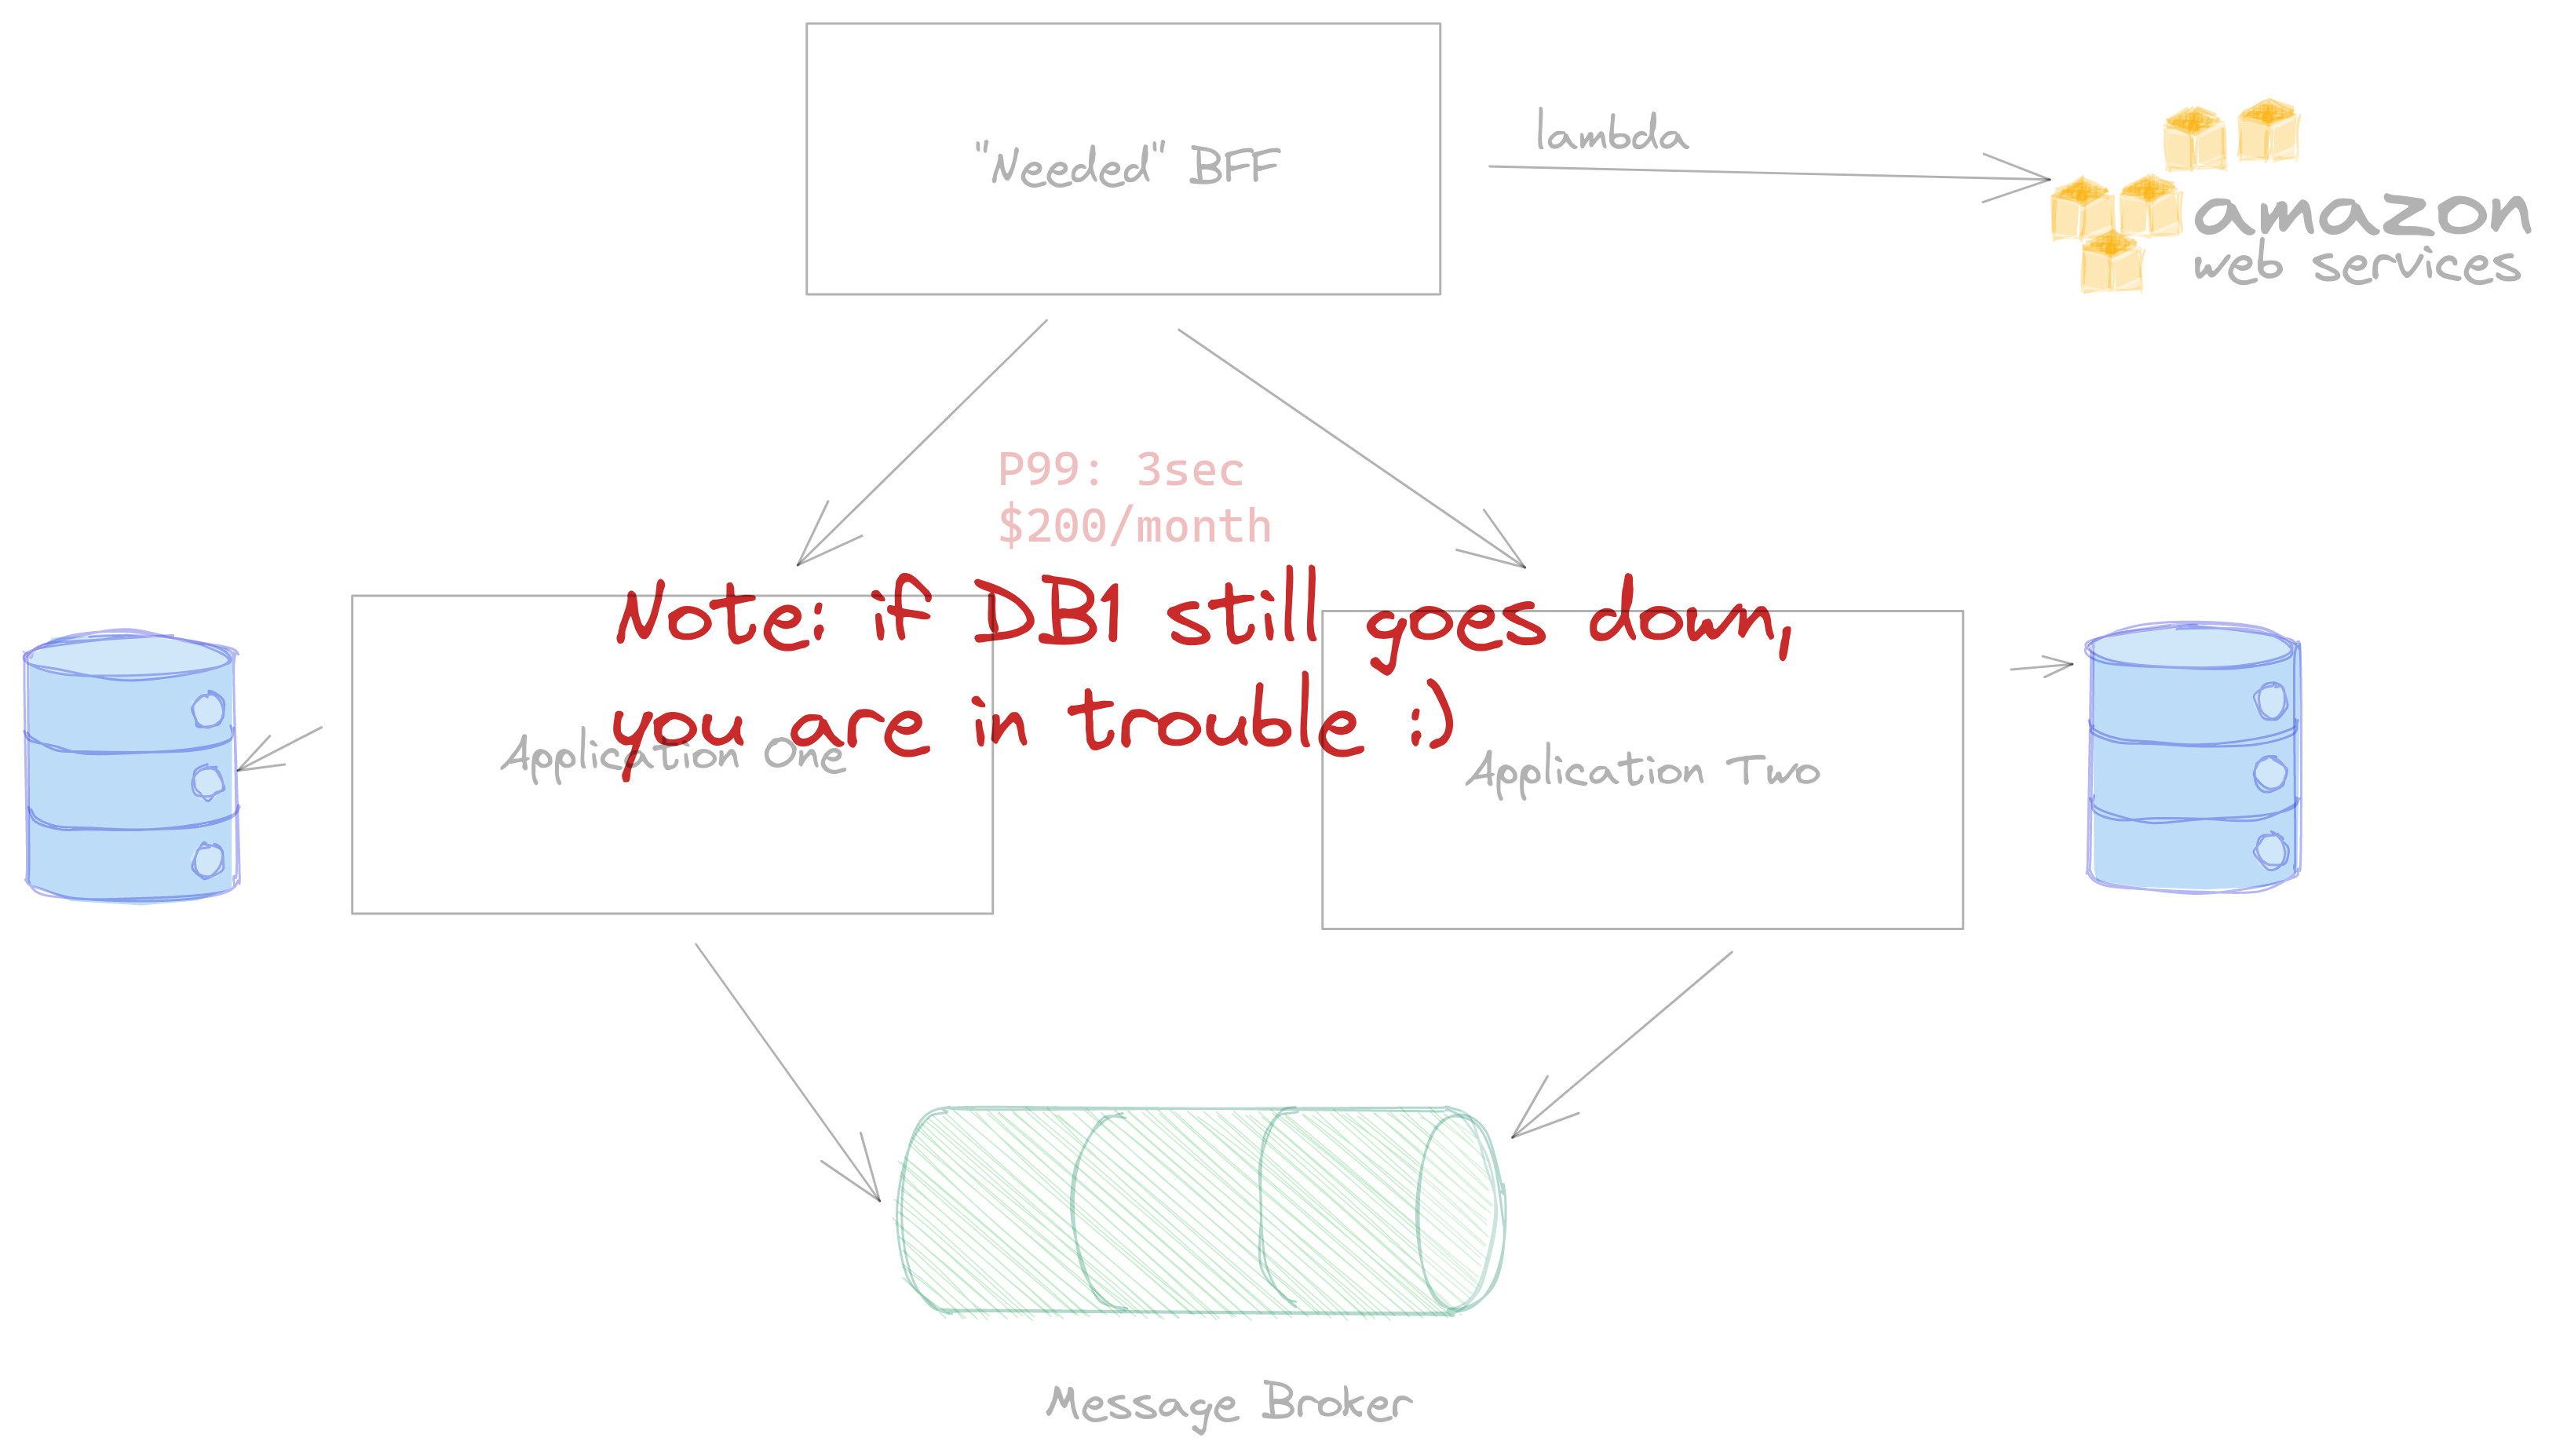 "Needed" BFF
lambda
amazon
web services
P99: 3sec
$200/month
Note: if DB1 still goes down,
you are in trouble :)
Application One
Application Two
Message Broker